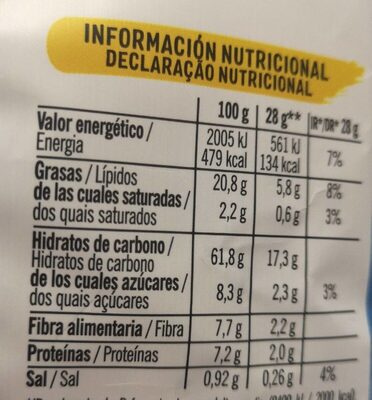 INFORMACIÓN NUTRICIONAL
DECLARAÇÃO NUTRICIONAL
100 g 28 g** IR*/DR* 28 g
Valor energético / 2005 kJ 561 kJ
Energia 479 kcal 134 kcal 7%
Grasas / Lípidos 20,8 g 5,8 g 8%
de las cuales saturadas /
dos quais saturados 2,2 g 0,6 g 3%
Hidratos de carbono /
Hidratos de carbono 61,8 g 17,3 g
de los cuales azúcares /
dos quais açúcares 8,3 g 2,3 g 3%
Fibra alimentaria / Fibra 7,7 g 2,2 g
Proteínas / Proteínas 7,2 g 2,0 g
Sal / Sal 0,92 g 0,26 g 4%